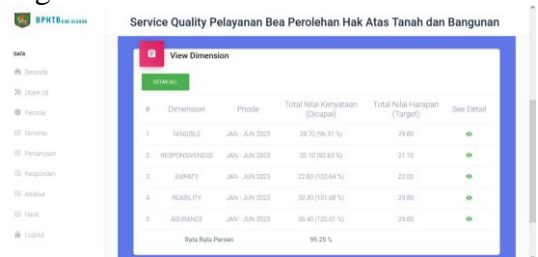 BPHTB
Service Quality Pelayanan Bea Perolehan Hak Atas Tanah dan Bangunan
DATA
Beranda
Objek Uji
Periode
Dimensi
Pertanyaan
Responden
Analisa
Hasil
Logout
View Dimension
CETAK ALL
# Dimension Priode Total Nilai Kenyataan (Dicapai) Total Nilai Harapan (Target) See Detail
1 TANGIBLE JAN - JUN 2023 28.70 (96.31 %) 29.80
2 RESPONSIVENESS JAN - JUN 2023 20.10 (92.63 %) 21.70
3 EMPATY JAN - JUN 2023 22.80 (103.64 %) 22.00
4 REABILITY JAN - JUN 2023 30.30 (101.68 %) 29.80
5 ASURANCE JAN - JUN 2023 30.40 (102.01 %) 29.80
Rata Rata Persen 99.25 %